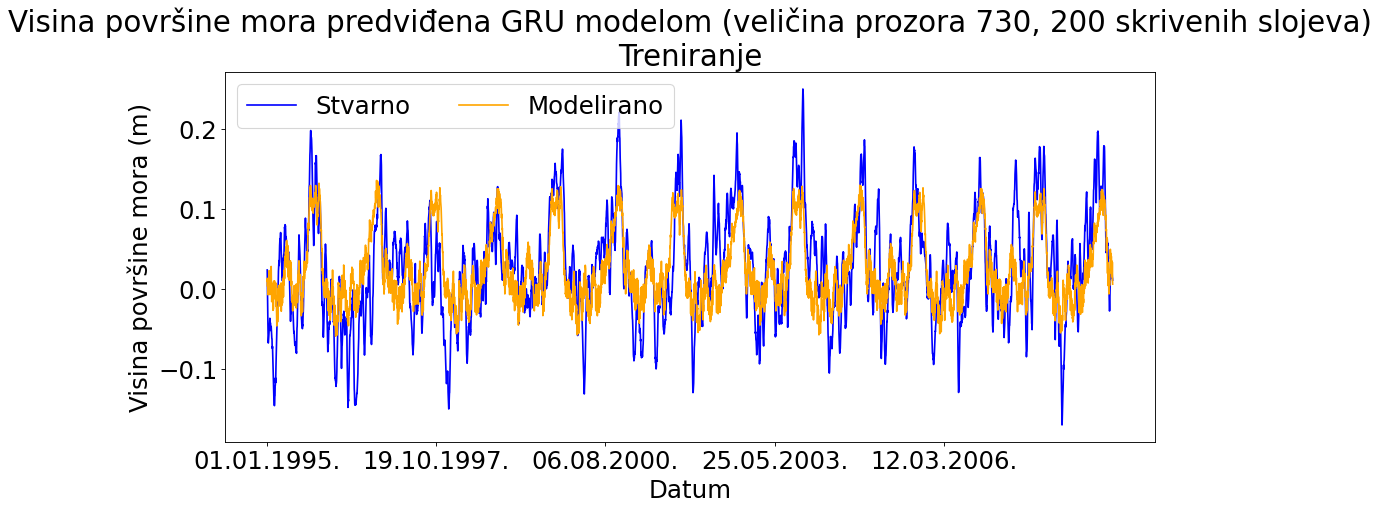 Visina površine mora predviđena GRU modelom (veličina prozora 730, 200 skrivenih slojeva)
Treniranje
Stvarno
Modelirano
Visina površine mora (m)
0.2
0.1
0.0
−0.1
01.01.1995.
19.10.1997.
06.08.2000.
25.05.2003.
12.03.2006.
Datum